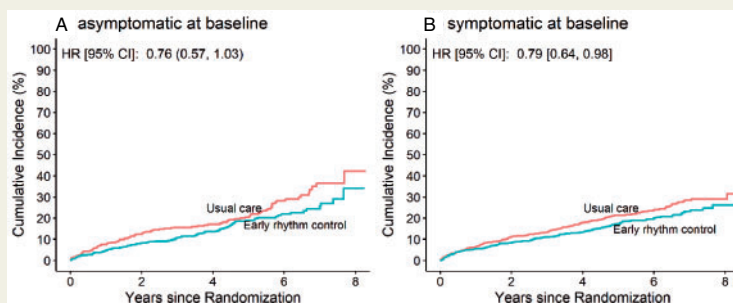 A asymptomatic at baseline
HR [95% CI]: 0.76 (0.57, 1.03)
Cumulative Incidence (%)
100
90
80
70
60
50
40
30
20
10
0
Usual care
Early rhythm control
0 2 4 6 8
Years since Randomization
B symptomatic at baseline
HR [95% CI]: 0.79 [0.64, 0.98]
Cumulative Incidence (%)
100
90
80
70
60
50
40
30
20
10
0
Usual care
Early rhythm control
0 2 4 6 8
Years since Randomization